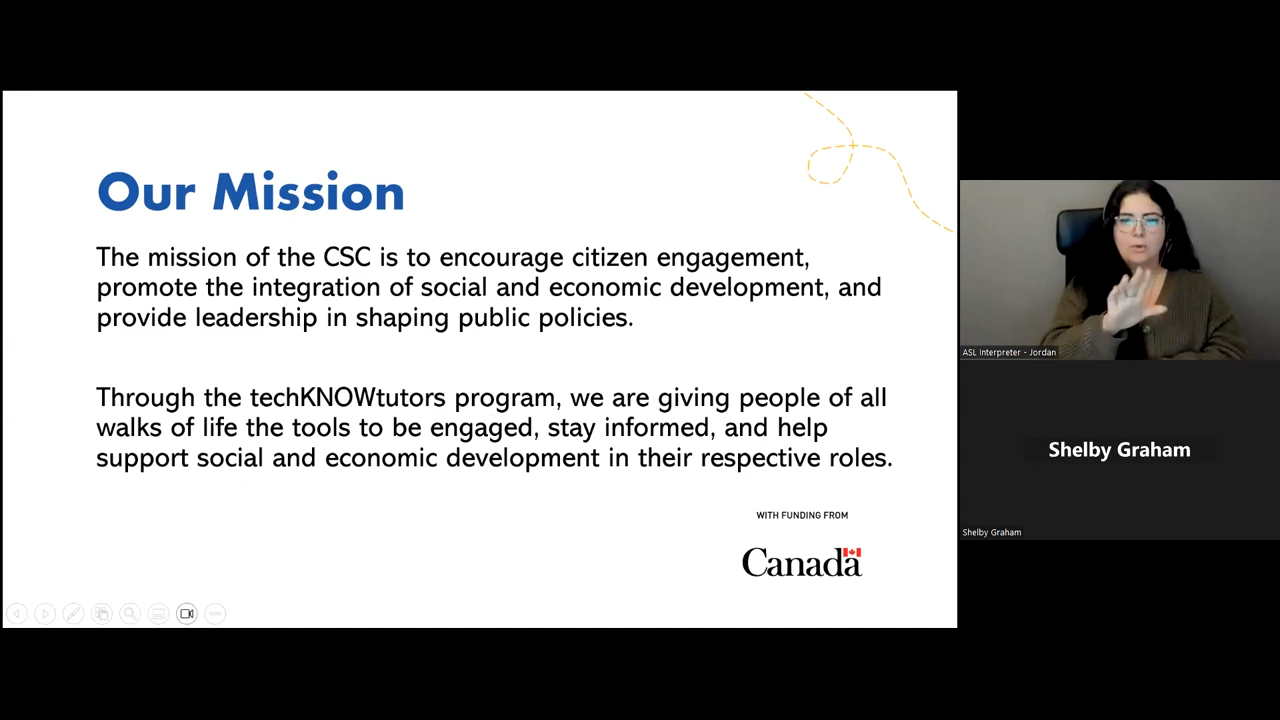 Our Mission
The mission of the CSC is to encourage citizen engagement,
promote the integration of social and economic development, and
provide leadership in shaping public policies.
Through the techKNOWtutors program, we are giving people of all
walks of life the tools to be engaged, stay informed, and help
support social and economic development in their respective roles.
WITH FUNDING FROM
Canada
ASL Interpreter - Jordan
Shelby Graham
Shelby Graham